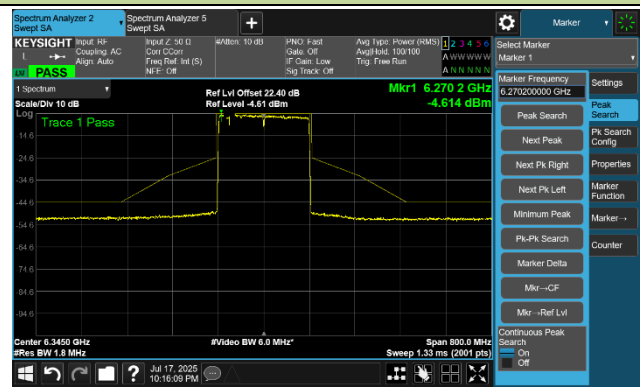 Spectrum Analyzer 2
Swept SA
Spectrum Analyzer 5
Swept SA
Marker
KEYSIGHT
L
LW PASS
Input: RF
Coupling: AC
Align: Auto
Input Z: 50 Ω
Corr CCorr
Freq Ref: Int (S)
NFE: Off
#Atten: 10 dB
PNO: Fast
Gate: Off
IF Gain: Low
Sig Track: Off
Avg Type: Power (RMS)
Avg|Hold: 100/100
Trig: Free Run
1 2 3 4 5 6
A W W W W W
A N N N N N
Select Marker
Marker 1
1 Spectrum
Scale/Div 10 dB
Log
Ref Lvl Offset 22.40 dB
Ref Level -4.61 dBm
Mkr1 6.270 2 GHz
-4.614 dBm
Trace 1 Pass
-14.6
-24.6
-34.6
-44.6
-54.6
-64.6
-74.6
-84.6
-94.6
Center 6.3450 GHz
#Res BW 1.8 MHz
#Video BW 6.0 MHz*
Span 800.0 MHz
Sweep 1.33 ms (2001 pts)
Marker Frequency
6.270200000 GHz
Peak Search
Next Peak
Next Pk Right
Next Pk Left
Minimum Peak
Pk-Pk Search
Marker Delta
Mkr→CF
Mkr→Ref Lvl
Continuous Peak
Search
On
Off
Settings
Peak
Search
Pk Search
Config
Properties
Marker
Function
Marker→
Counter
Jul 17, 2025
10:16:09 PM